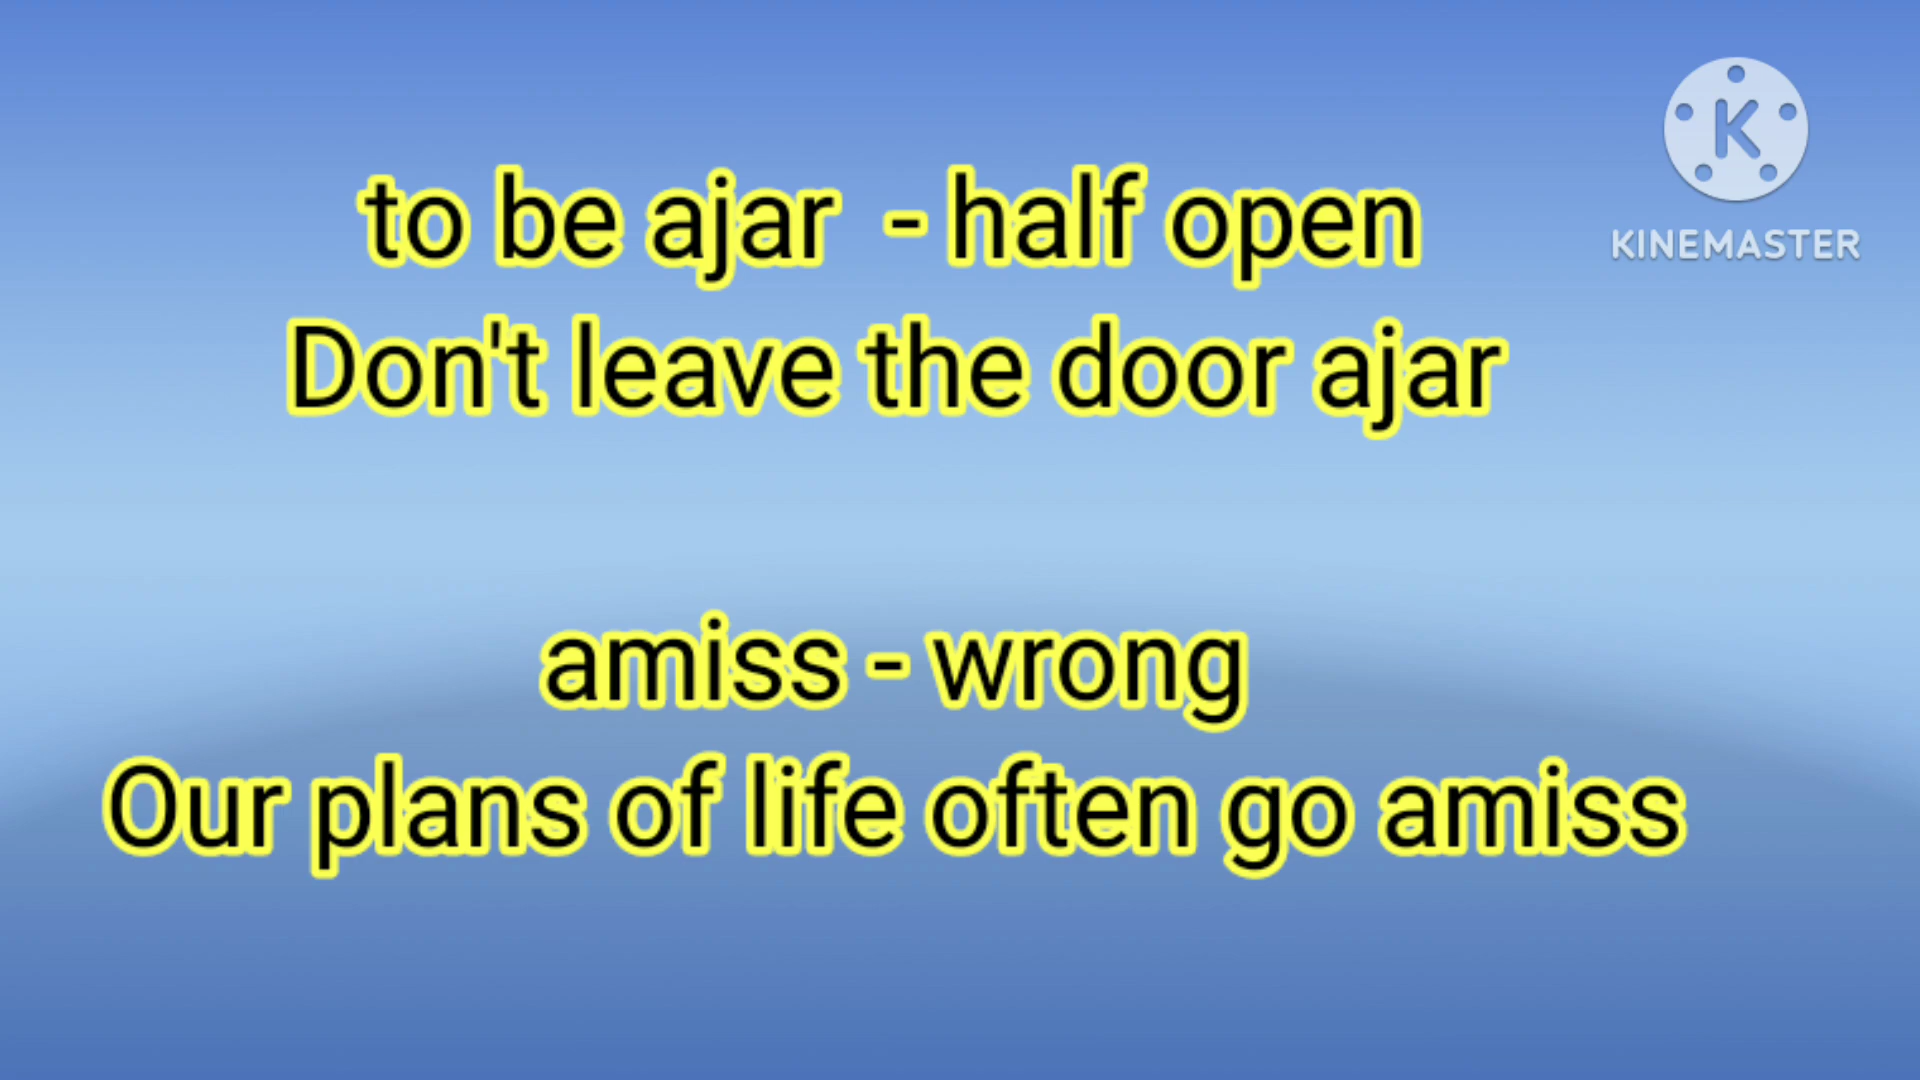 K
KINEMASTER
to be ajar - half open
Don't leave the door ajar
amiss - wrong
Our plans of life often go amiss